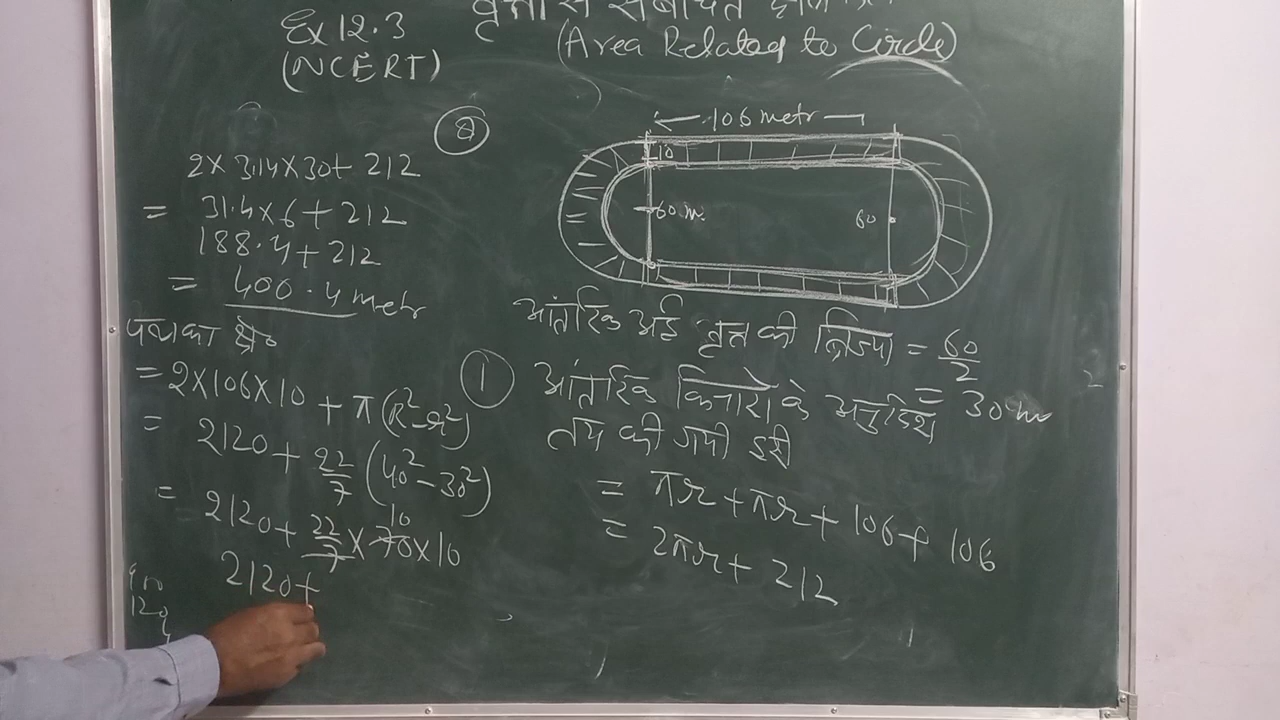 Ex 12.3
(NCERT)
वृत्तों से संबंधित
(Area Related to Circle)
8
106 metr
10
60 m.
60
आंतरिक अर्द्ध वृत्त की त्रिज्या = 60/2
= 30 m
1 आंतरिक किनारो के अनुदिश
तय की गयी दूरी
= πr + πr + 106 + 106
= 2πr + 212
2 × 3.14 × 30 + 212
= 31.4 × 6 + 212
188.4 + 212
= 400.4 metr
पथ का क्षे०
= 2 × 106 × 10 + π (R² - r²)
= 2120 + 22/7 (40² - 30²)
= 2120 + 22/7 × 70 × 10
10
2120 +